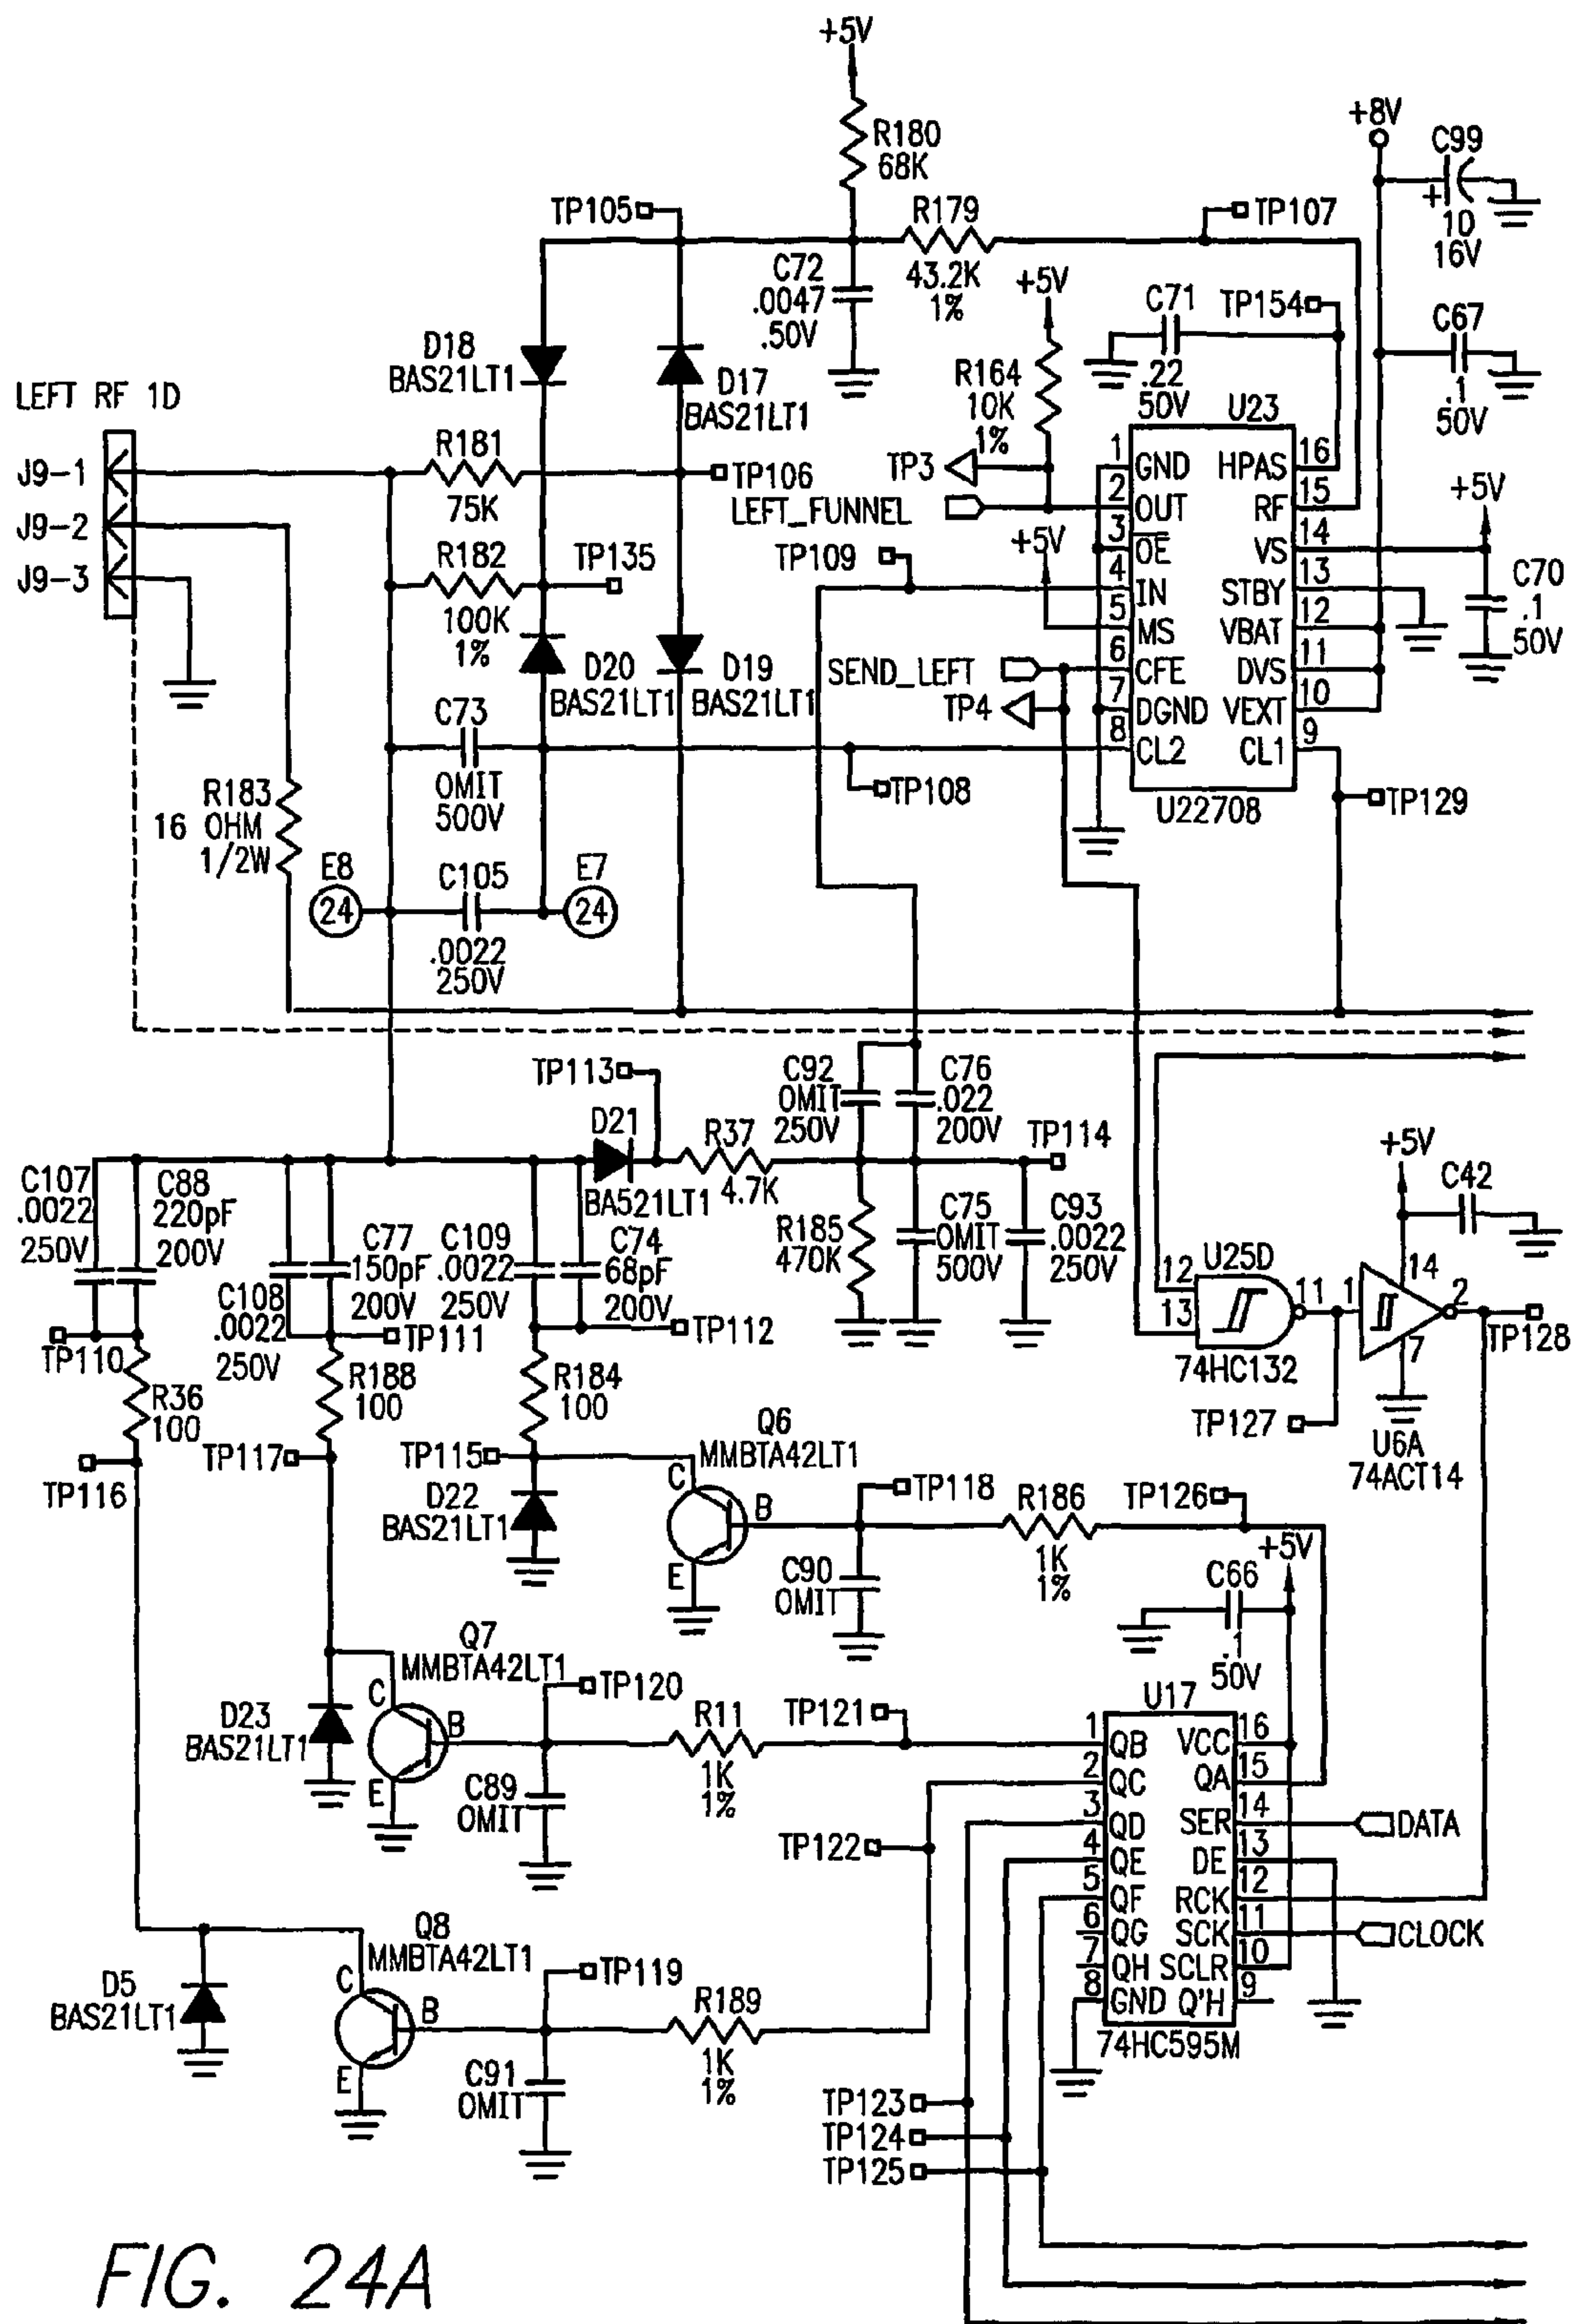 +5V
R180
68K
+8V
C99
+
10
16V
TP105
R179
43.2K
1%
TP107
C72
.0047
.50V
+5V
C71
.22
50V
TP154
C67
.1
50V
D18
BAS21LT1
D17
BAS21LT1
R164
10K
1%
U23
LEFT RF 1D
J9-1
J9-2
J9-3
R181
75K
TP106
TP3
LEFT_FUNNEL
+5V
R182
100K
1%
TP135
TP109
1 GND HPAS 16
2 OUT RF 15
3 OE VS 14
4 IN STBY 13
5 MS VBAT 12
6 CFE DVS 11
7 DGND VEXT 10
8 CL2 CL1 9
U22708
+5V
C70
.1
50V
D20
BAS21LT1
D19
BAS21LT1
SEND_LEFT
TP4
C73
OMIT
500V
TP108
TP129
R183
16 OHM
1/2W
E8
24
C105
.0022
250V
E7
24
TP113
D21
BA521LT1
R37
4.7K
C92
OMIT
250V
C76
.022
200V
TP114
C107
.0022
250V
C88
220pF
200V
C108
.0022
250V
C77
150pF
200V
C109
.0022
250V
C74
68pF
200V
R185
470K
C75
OMIT
500V
C93
.0022
250V
+5V
C42
12
13
U25D
11
74HC132
1
14
2
7
TP128
TP127
U6A
74ACT14
TP110
TP111
TP112
R36
100
R188
100
R184
100
TP116
TP117
TP115
Q6
MMBTA42LT1
C
B
E
D22
BAS21LT1
TP118
R186
1K
1%
TP126
C90
OMIT
+5V
C66
.1
50V
Q7
MMBTA42LT1
C
B
E
D23
BAS21LT1
TP120
R11
1K
1%
TP121
C89
OMIT
U17
1 QB VCC 16
2 QC QA 15
3 QD SER 14
4 QE DE 13
5 QF RCK 12
6 QG SCK 11
7 QH SCLR 10
8 GND Q'H 9
74HC595M
DATA
CLOCK
TP122
Q8
MMBTA42LT1
C
B
E
D5
BAS21LT1
TP119
R189
1K
1%
C91
OMIT
TP123
TP124
TP125
FIG. 24A